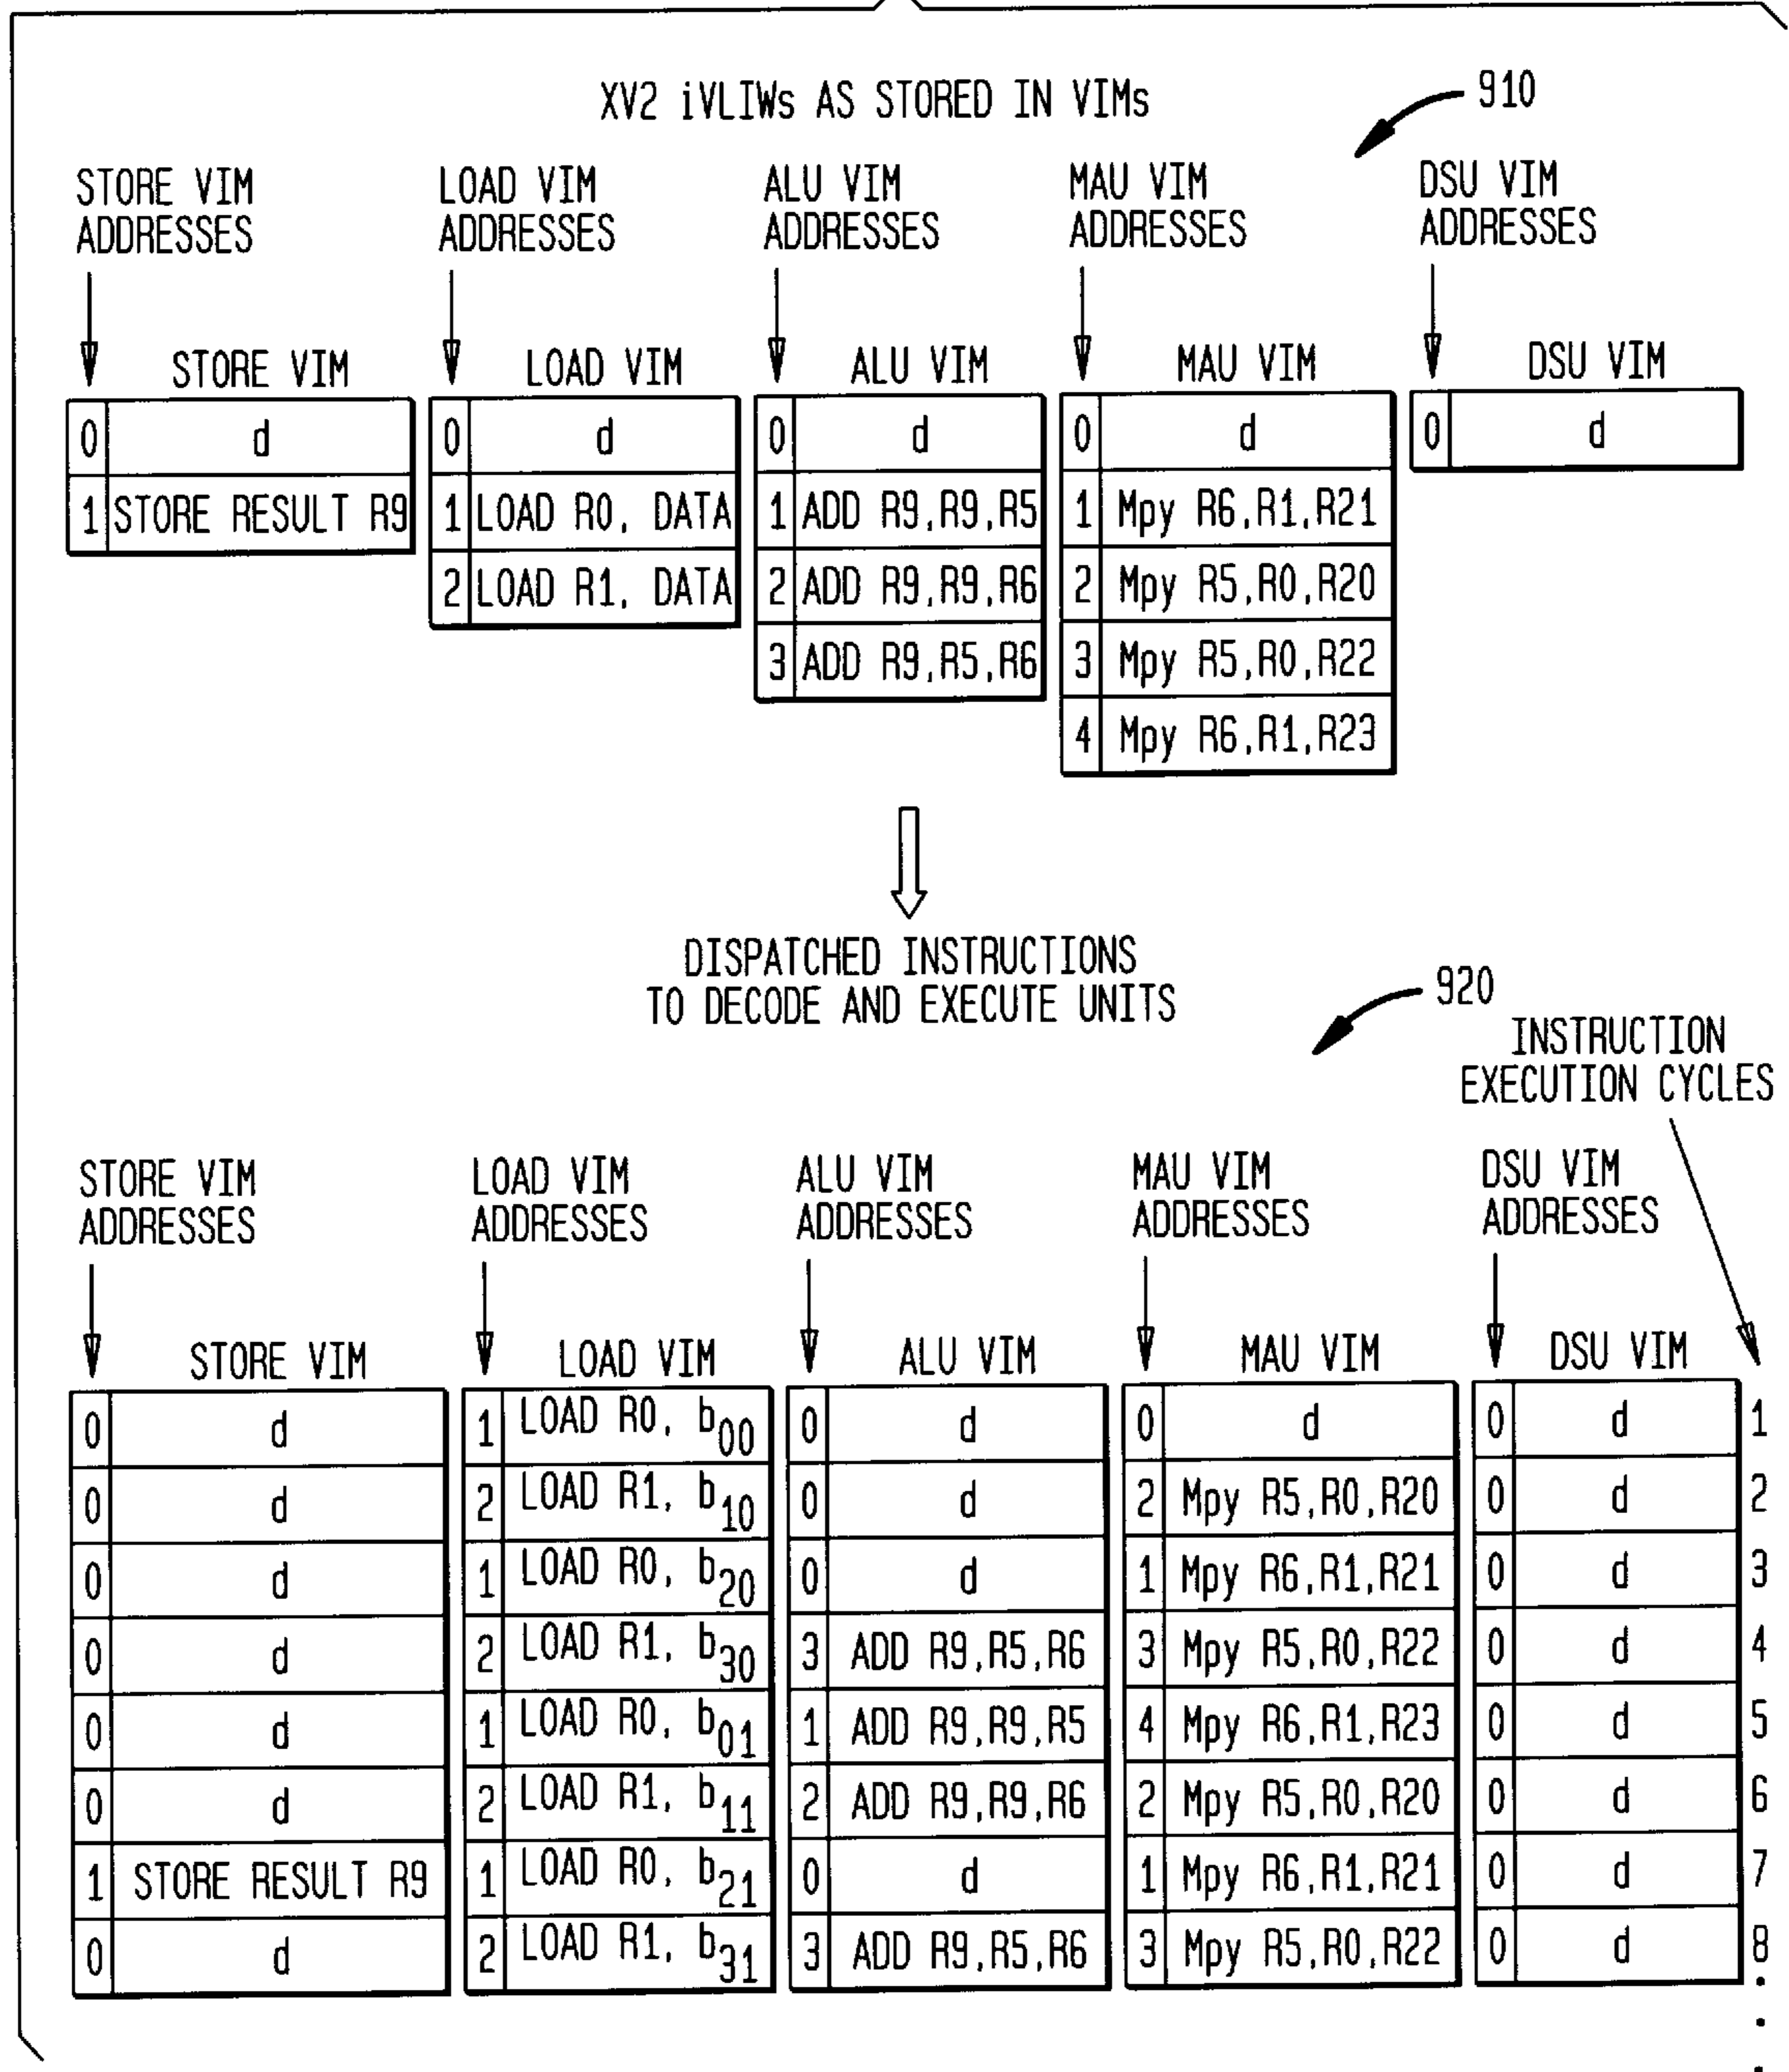 XV2 iVLIWs AS STORED IN VIMs
910
STORE VIM LOAD VIM ALU VIM MAU VIM DSU VIM
ADDRESSES ADDRESSES ADDRESSES ADDRESSES ADDRESSES
STORE VIM LOAD VIM ALU VIM MAU VIM DSU VIM
0 d 0 d 0 d 0 d 0 d
1 STORE RESULT R9 1 LOAD R0, DATA 1 ADD R9,R9,R5 1 Mpy R6,R1,R21
2 LOAD R1, DATA 2 ADD R9,R9,R6 2 Mpy R5,R0,R20
3 ADD R9,R5,R6 3 Mpy R5,R0,R22
4 Mpy R6,R1,R23
DISPATCHED INSTRUCTIONS
TO DECODE AND EXECUTE UNITS
920
INSTRUCTION
EXECUTION CYCLES
STORE VIM LOAD VIM ALU VIM MAU VIM DSU VIM
ADDRESSES ADDRESSES ADDRESSES ADDRESSES ADDRESSES
STORE VIM LOAD VIM ALU VIM MAU VIM DSU VIM
0 d 1 LOAD R0, b00 0 d 0 d 0 d 1
0 d 2 LOAD R1, b10 0 d 2 Mpy R5,R0,R20 0 d 2
0 d 1 LOAD R0, b20 0 d 1 Mpy R6,R1,R21 0 d 3
0 d 2 LOAD R1, b30 3 ADD R9,R5,R6 3 Mpy R5,R0,R22 0 d 4
0 d 1 LOAD R0, b01 1 ADD R9,R9,R5 4 Mpy R6,R1,R23 0 d 5
0 d 2 LOAD R1, b11 2 ADD R9,R9,R6 2 Mpy R5,R0,R20 0 d 6
1 STORE RESULT R9 1 LOAD R0, b21 0 d 1 Mpy R6,R1,R21 0 d 7
0 d 2 LOAD R1, b31 3 ADD R9,R5,R6 3 Mpy R5,R0,R22 0 d 8